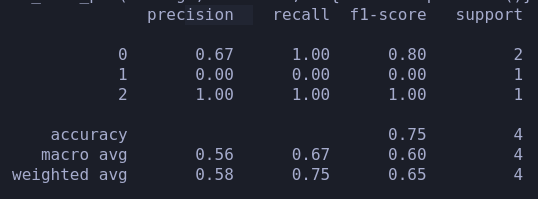 precision recall f1-score support
0 0.67 1.00 0.80 2
1 0.00 0.00 0.00 1
2 1.00 1.00 1.00 1
accuracy 0.75 4
macro avg 0.56 0.67 0.60 4
weighted avg 0.58 0.75 0.65 4